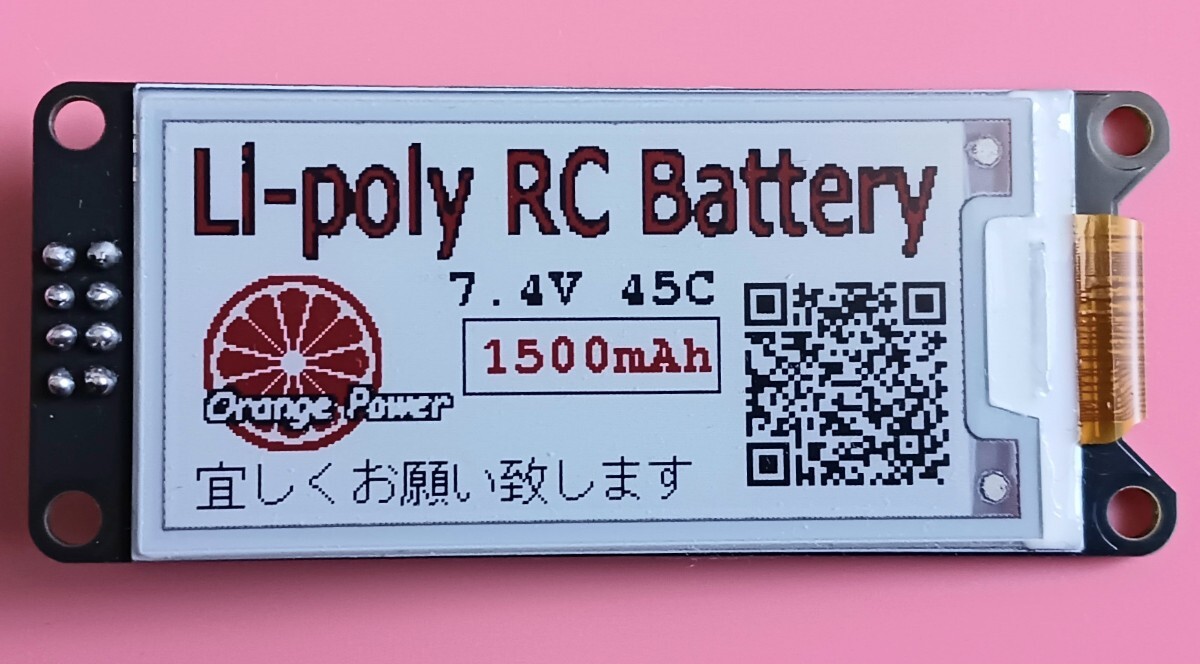 Li-poly RC Battery
7.4V 45C
1500mAh
Orange Power
宜しくお願い致します